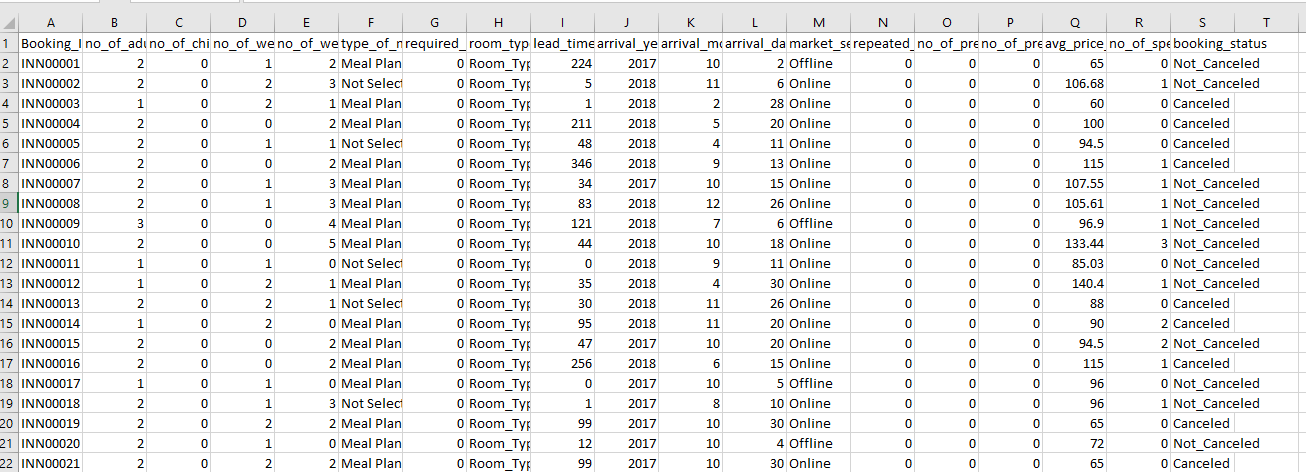 A B C D E F G H I J K L M N O P Q R S T
1 Booking_I no_of_adu no_of_chi no_of_we no_of_we type_of_m required_ room_typ lead_time arrival_ye arrival_mo arrival_da market_se repeated_ no_of_pre no_of_pre avg_price_ no_of_spe booking_status
2 INN00001 2 0 1 2 Meal Plan 0 Room_Typ 224 2017 10 2 Offline 0 0 0 65 0 Not_Canceled
3 INN00002 2 0 2 3 Not Select 0 Room_Typ 5 2018 11 6 Online 0 0 0 106.68 1 Not_Canceled
4 INN00003 1 0 2 1 Meal Plan 0 Room_Typ 1 2018 2 28 Online 0 0 0 60 0 Canceled
5 INN00004 2 0 0 2 Meal Plan 0 Room_Typ 211 2018 5 20 Online 0 0 0 100 0 Canceled
6 INN00005 2 0 1 1 Not Select 0 Room_Typ 48 2018 4 11 Online 0 0 0 94.5 0 Canceled
7 INN00006 2 0 0 2 Meal Plan 0 Room_Typ 346 2018 9 13 Online 0 0 0 115 1 Canceled
8 INN00007 2 0 1 3 Meal Plan 0 Room_Typ 34 2017 10 15 Online 0 0 0 107.55 1 Not_Canceled
9 INN00008 2 0 1 3 Meal Plan 0 Room_Typ 83 2018 12 26 Online 0 0 0 105.61 1 Not_Canceled
10 INN00009 3 0 0 4 Meal Plan 0 Room_Typ 121 2018 7 6 Offline 0 0 0 96.9 1 Not_Canceled
11 INN00010 2 0 0 5 Meal Plan 0 Room_Typ 44 2018 10 18 Online 0 0 0 133.44 3 Not_Canceled
12 INN00011 1 0 1 0 Not Select 0 Room_Typ 0 2018 9 11 Online 0 0 0 85.03 0 Not_Canceled
13 INN00012 1 0 2 1 Meal Plan 0 Room_Typ 35 2018 4 30 Online 0 0 0 140.4 1 Not_Canceled
14 INN00013 2 0 2 1 Not Select 0 Room_Typ 30 2018 11 26 Online 0 0 0 88 0 Canceled
15 INN00014 1 0 2 0 Meal Plan 0 Room_Typ 95 2018 11 20 Online 0 0 0 90 2 Canceled
16 INN00015 2 0 0 2 Meal Plan 0 Room_Typ 47 2017 10 20 Online 0 0 0 94.5 2 Not_Canceled
17 INN00016 2 0 0 2 Meal Plan 0 Room_Typ 256 2018 6 15 Online 0 0 0 115 1 Canceled
18 INN00017 1 0 1 0 Meal Plan 0 Room_Typ 0 2017 10 5 Offline 0 0 0 96 0 Not_Canceled
19 INN00018 2 0 1 3 Not Select 0 Room_Typ 1 2017 8 10 Online 0 0 0 96 1 Not_Canceled
20 INN00019 2 0 2 2 Meal Plan 0 Room_Typ 99 2017 10 30 Online 0 0 0 65 0 Canceled
21 INN00020 2 0 1 0 Meal Plan 0 Room_Typ 12 2017 10 4 Offline 0 0 0 72 0 Not_Canceled
22 INN00021 2 0 2 2 Meal Plan 0 Room_Typ 99 2017 10 30 Online 0 0 0 65 0 Canceled